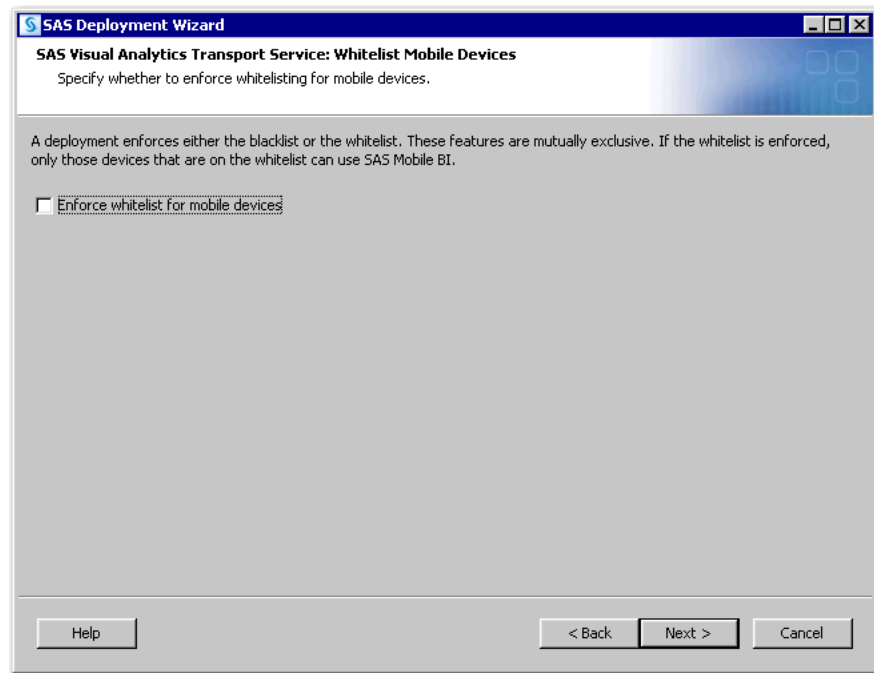 SAS Deployment Wizard
SAS Visual Analytics Transport Service: Whitelist Mobile Devices
Specify whether to enforce whitelisting for mobile devices.
A deployment enforces either the blacklist or the whitelist. These features are mutually exclusive. If the whitelist is enforced,
only those devices that are on the whitelist can use SAS Mobile BI.
Enforce whitelist for mobile devices
Help
< Back
Next >
Cancel